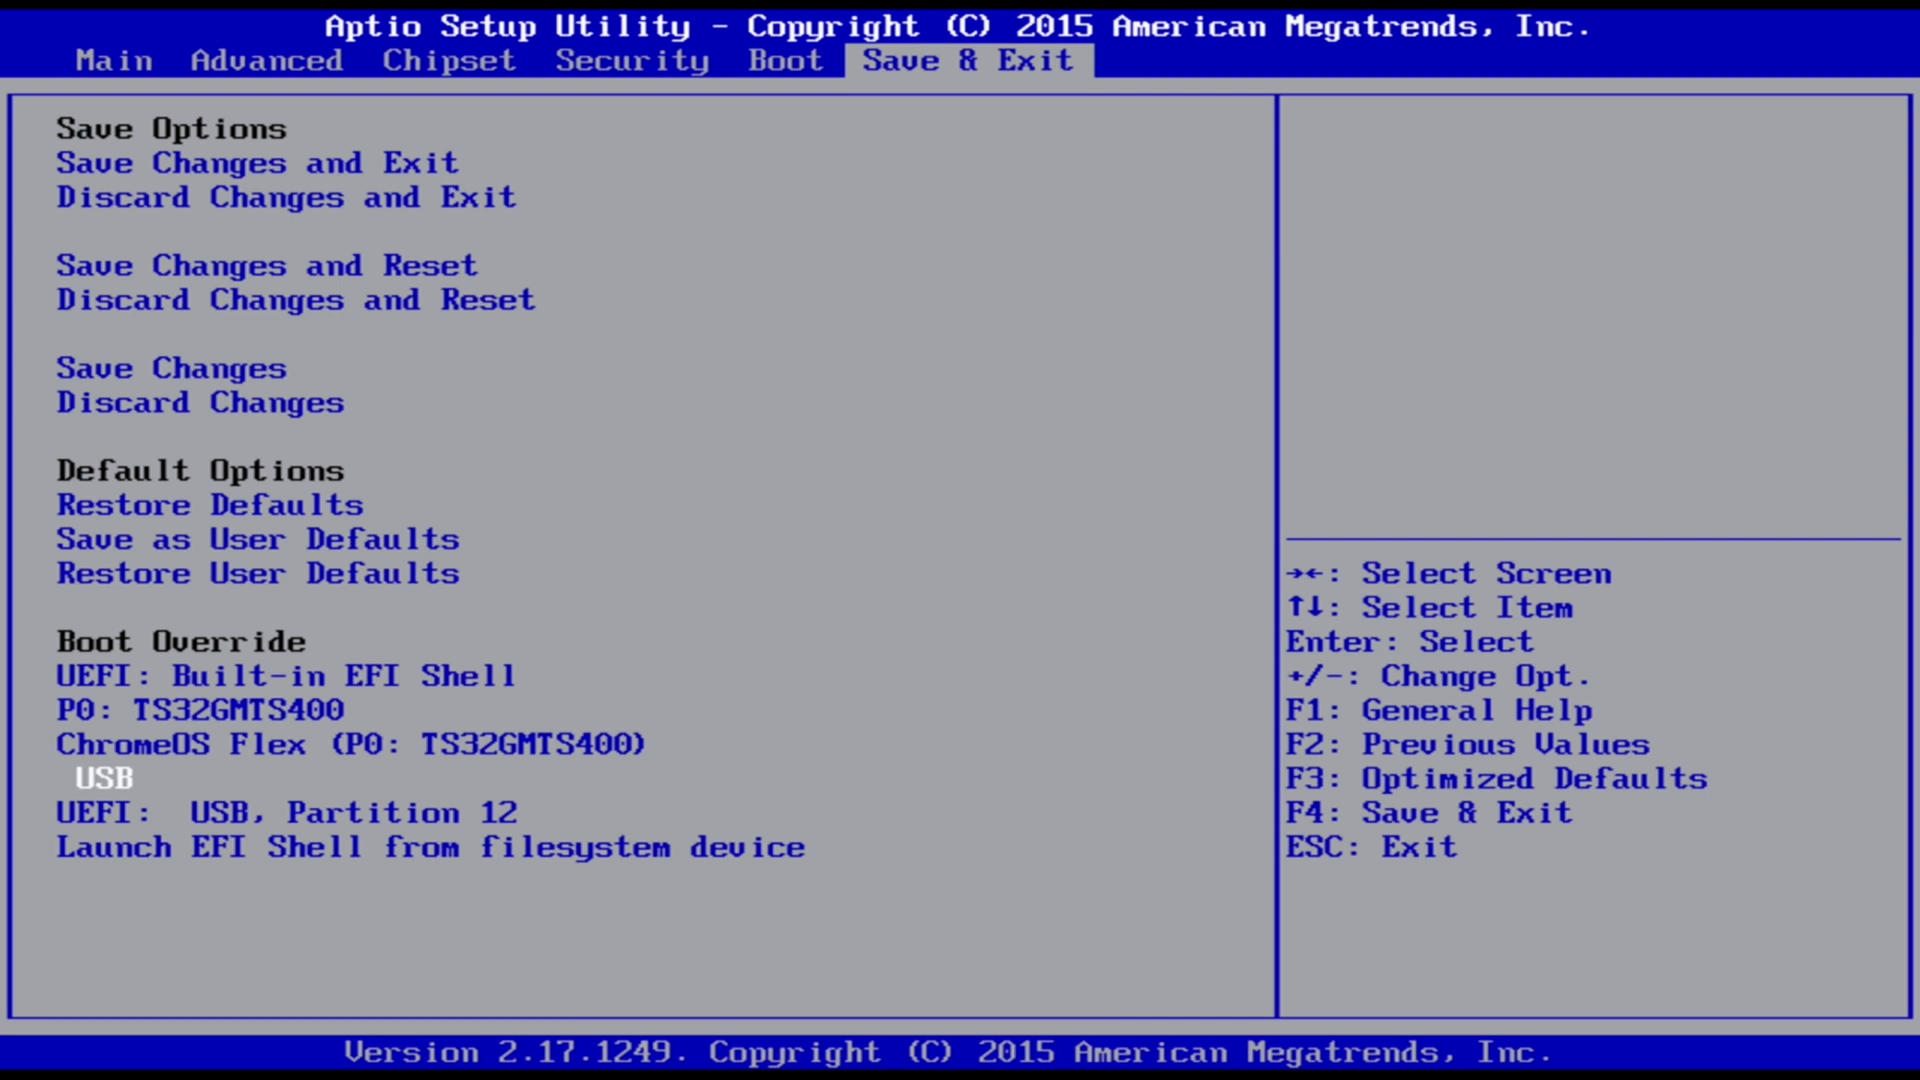 Aptio Setup Utility - Copyright (C) 2015 American Megatrends, Inc.
Main Advanced Chipset Security Boot Save & Exit
Save Options
Save Changes and Exit
Discard Changes and Exit
Save Changes and Reset
Discard Changes and Reset
Save Changes
Discard Changes
Default Options
Restore Defaults
Save as User Defaults
Restore User Defaults
Boot Override
UEFI: Built-in EFI Shell
P0: TS32GMTS400
ChromeOS Flex (P0: TS32GMTS400)
USB
UEFI:  USB, Partition 12
Launch EFI Shell from filesystem device
→←: Select Screen
↑↓: Select Item
Enter: Select
+/-: Change Opt.
F1: General Help
F2: Previous Values
F3: Optimized Defaults
F4: Save & Exit
ESC: Exit
Version 2.17.1249. Copyright (C) 2015 American Megatrends, Inc.